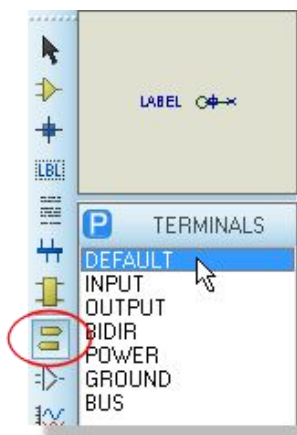 LABEL
LBL
P TERMINALS
DEFAULT
INPUT
OUTPUT
BIDIR
POWER
GROUND
BUS